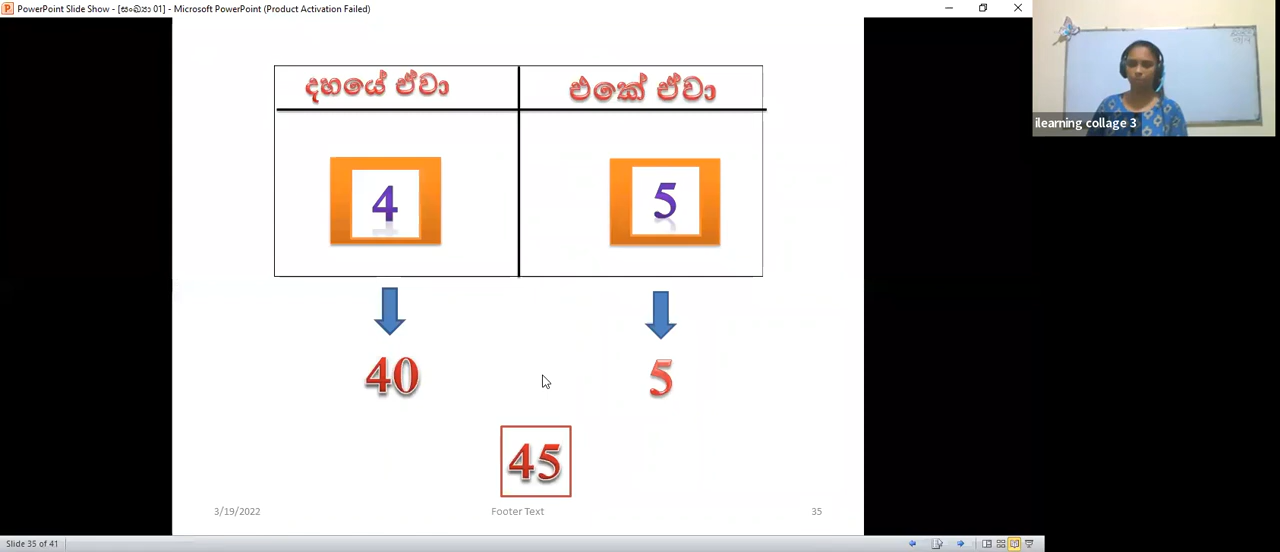 PowerPoint Slide Show - [සංඛ්‍යා 01] - Microsoft PowerPoint (Product Activation Failed)
දහයේ ඒවා
එකේ ඒවා
4
5
ilearning collage 3
40
5
45
3/19/2022
Footer Text
35
Slide 35 of 41